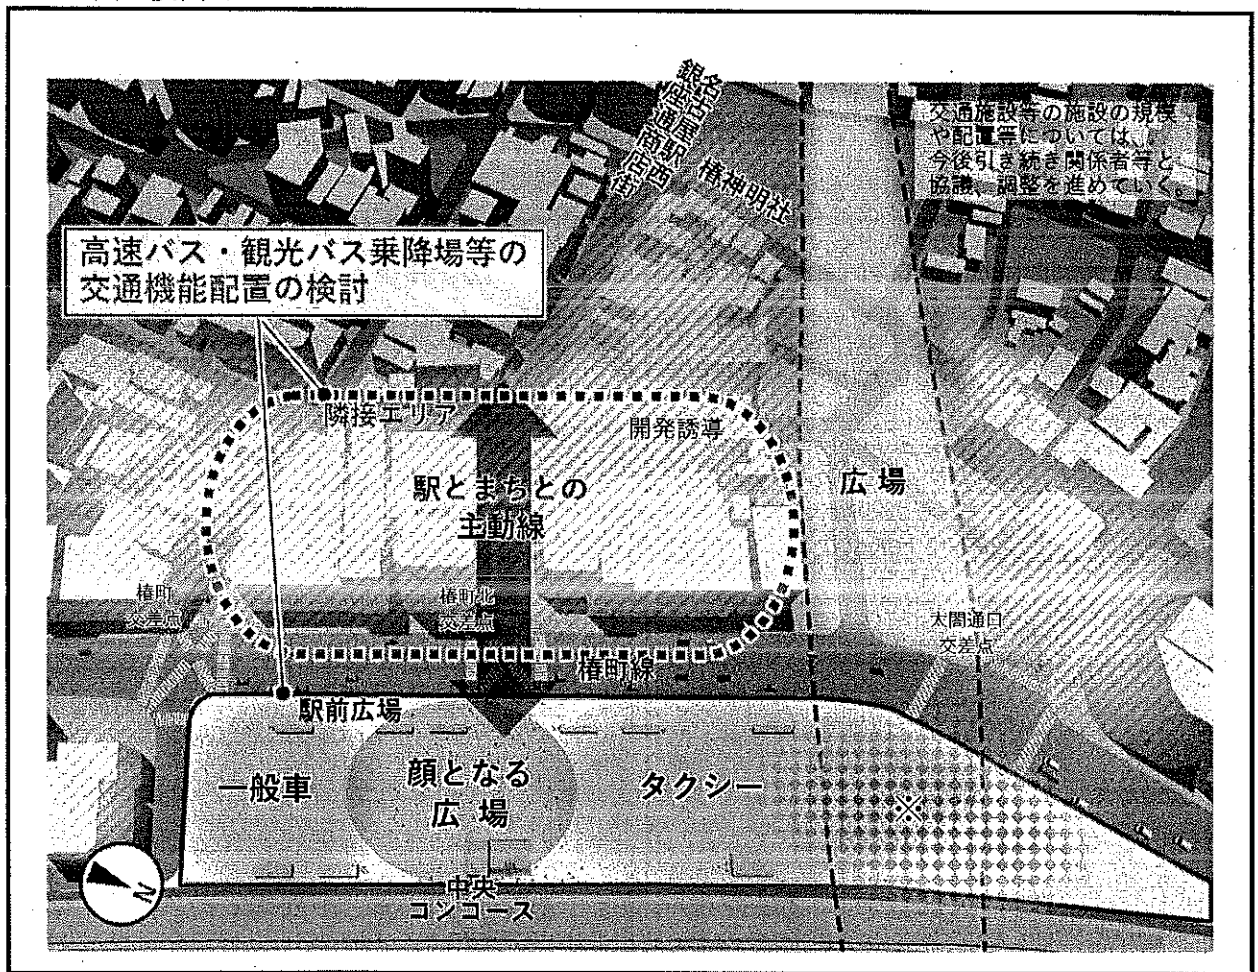 名古屋駅西
銀座通商店街
椿神明社
交通施設等の施設の規模
や配置等については、
今後引き続き関係者等と
協議、調整を進めていく。
高速バス・観光バス乗降場等の
交通機能配置の検討
隣接エリア
開発誘導
駅とまちとの
主動線
広場
椿町
交差点
椿町北
交差点
太閤通口
交差点
椿町線
駅前広場
一般車
顔となる
広場
タクシー
※
N
中央
コンコース